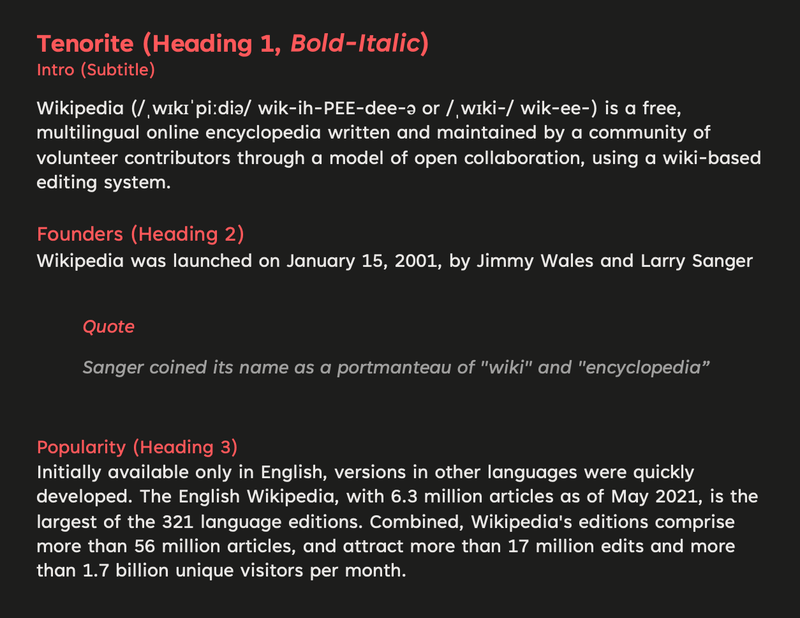 Tenorite (Heading 1, Bold-Italic)
Intro (Subtitle)
Wikipedia (/ˌwɪkɪˈpiːdiə/ wik-ih-PEE-dee-ə or /ˌwɪki-/ wik-ee-) is a free,
multilingual online encyclopedia written and maintained by a community of
volunteer contributors through a model of open collaboration, using a wiki-based
editing system.
Founders (Heading 2)
Wikipedia was launched on January 15, 2001, by Jimmy Wales and Larry Sanger
Quote
Sanger coined its name as a portmanteau of "wiki" and "encyclopedia”
Popularity (Heading 3)
Initially available only in English, versions in other languages were quickly
developed. The English Wikipedia, with 6.3 million articles as of May 2021, is the
largest of the 321 language editions. Combined, Wikipedia's editions comprise
more than 56 million articles, and attract more than 17 million edits and more
than 1.7 billion unique visitors per month.